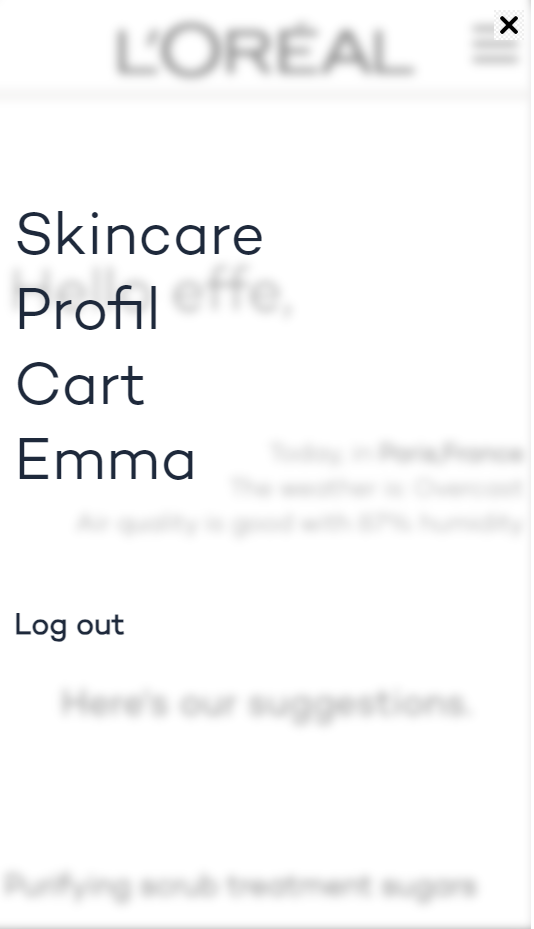 L'ORÉAL
Skincare
Hello effe,
Profil
Cart
Emma
Today, in Paris,France
The weather is Overcast
Air quality is good with 87% humidity
Log out
Here's our suggestions.
Purifying scrub treatment sugars